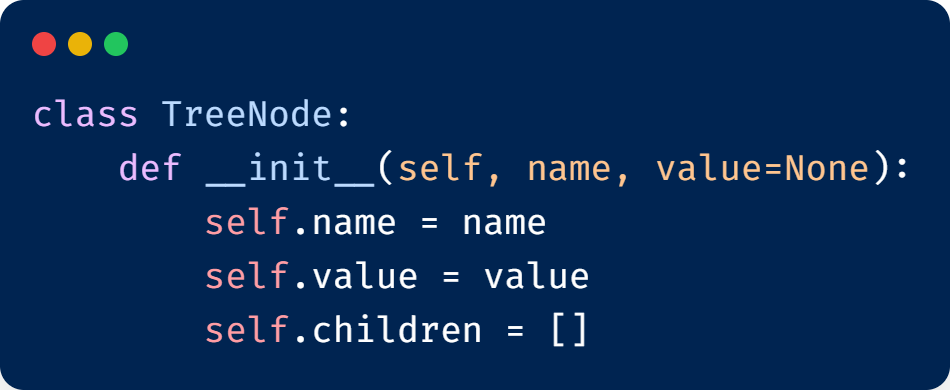 class TreeNode:
    def __init__(self, name, value=None):
        self.name = name
        self.value = value
        self.children = []